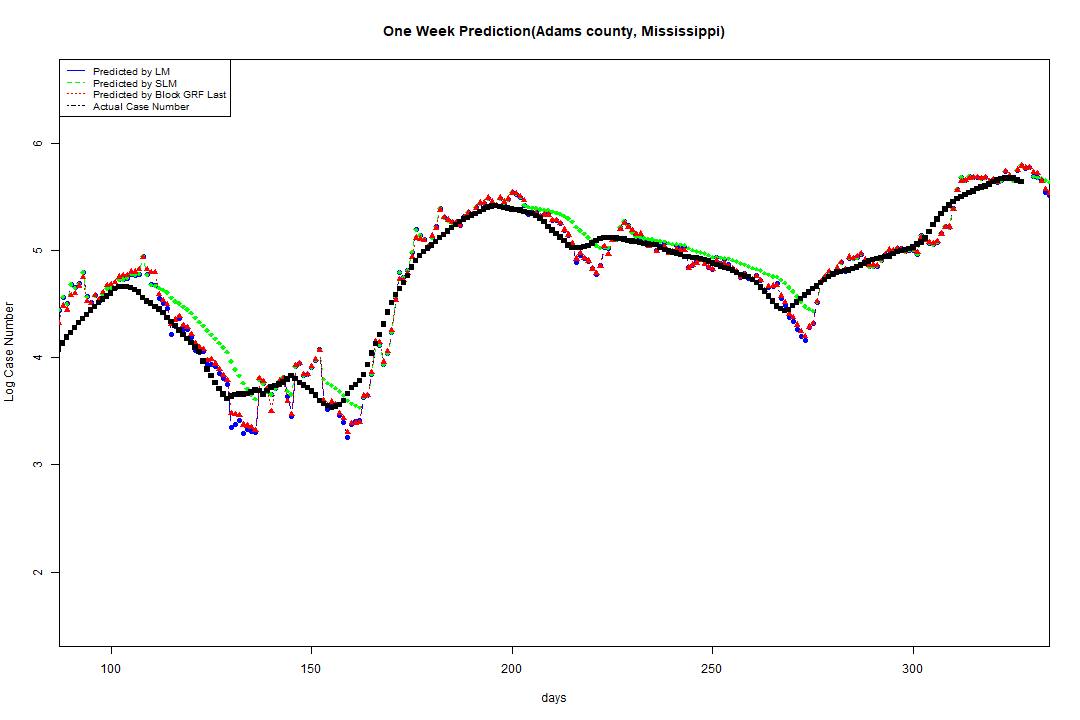 One Week Prediction(Adams county, Mississippi)
Predicted by LM
Predicted by SLM
Predicted by Block GRF Last
Actual Case Number
6
5
4
3
2
Log Case Number
100 150 200 250 300
days